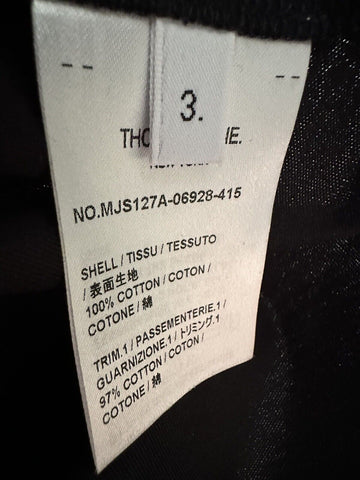 3.
THO
E.
NO.MJS127A-06928-415
SHELL / TISSU / TESSUTO
/ 表面生地
100% COTTON / COTON /
COTONE / 綿
TRIM.1 / PASSEMENTERIE.1 /
GUARNIZIONE.1 / トリミング.1
97% COTTON / COTON /
COTONE / 綿